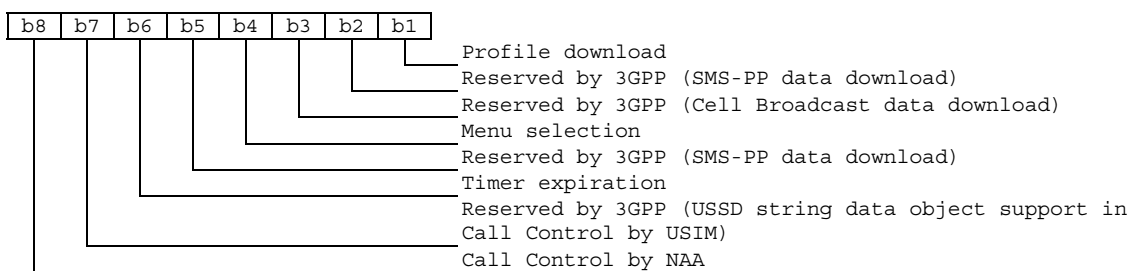 b8 b7 b6 b5 b4 b3 b2 b1
Profile download
Reserved by 3GPP (SMS-PP data download)
Reserved by 3GPP (Cell Broadcast data download)
Menu selection
Reserved by 3GPP (SMS-PP data download)
Timer expiration
Reserved by 3GPP (USSD string data object support in
Call Control by USIM)
Call Control by NAA